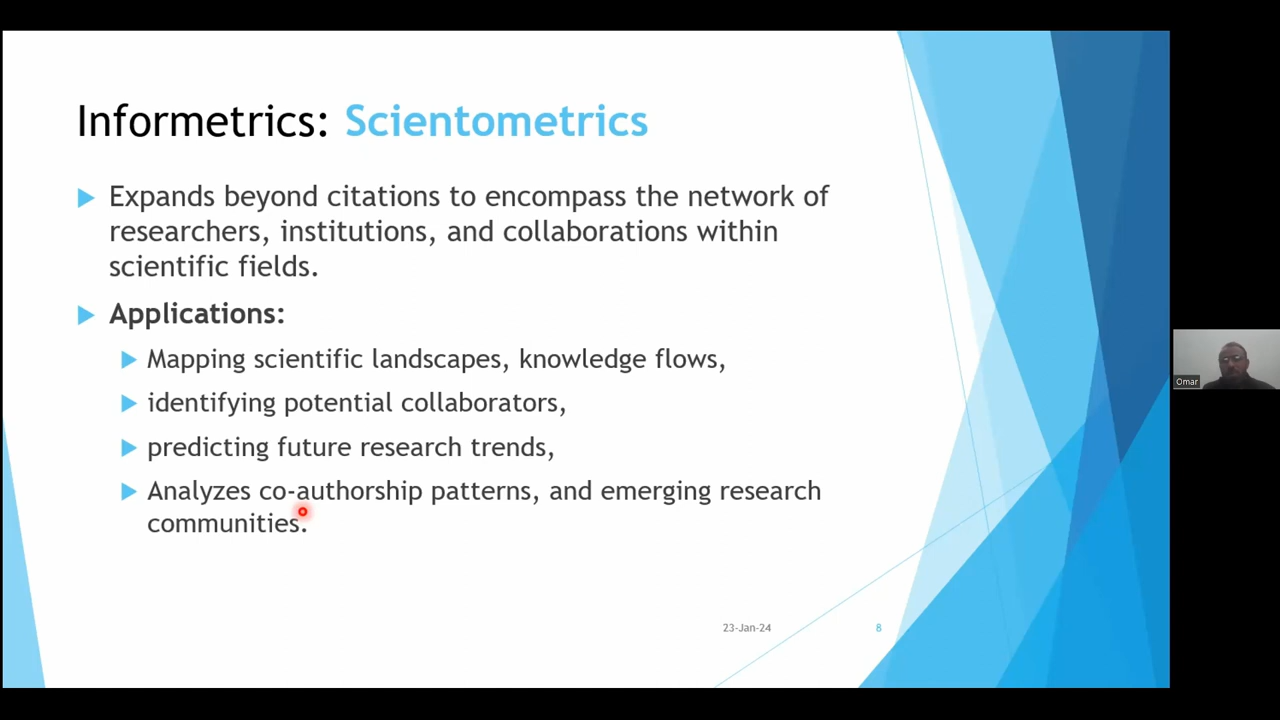 Informetrics: Scientometrics
Expands beyond citations to encompass the network of
researchers, institutions, and collaborations within
scientific fields.
Applications:
Mapping scientific landscapes, knowledge flows,
identifying potential collaborators,
predicting future research trends,
Analyzes co-authorship patterns, and emerging research
communities.
23-Jan-24
8
Omar